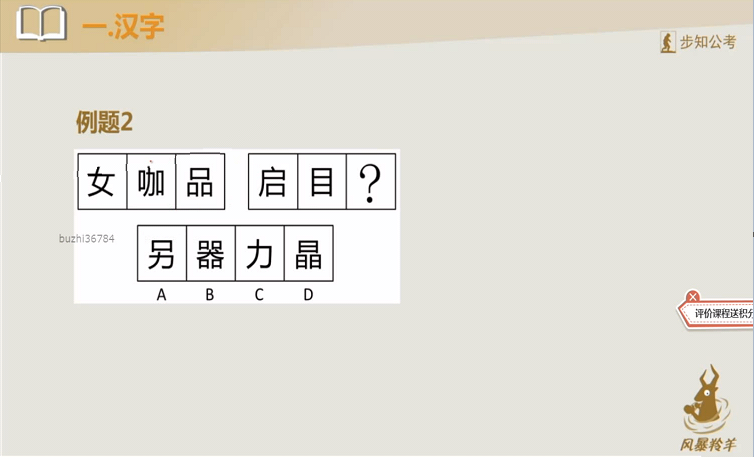 一.汉字
步知公考
例题2
女 咖 品 启 目 ?
buzhi36784
另 器 力 晶
A B C D
评价课程送积分
风暴羚羊